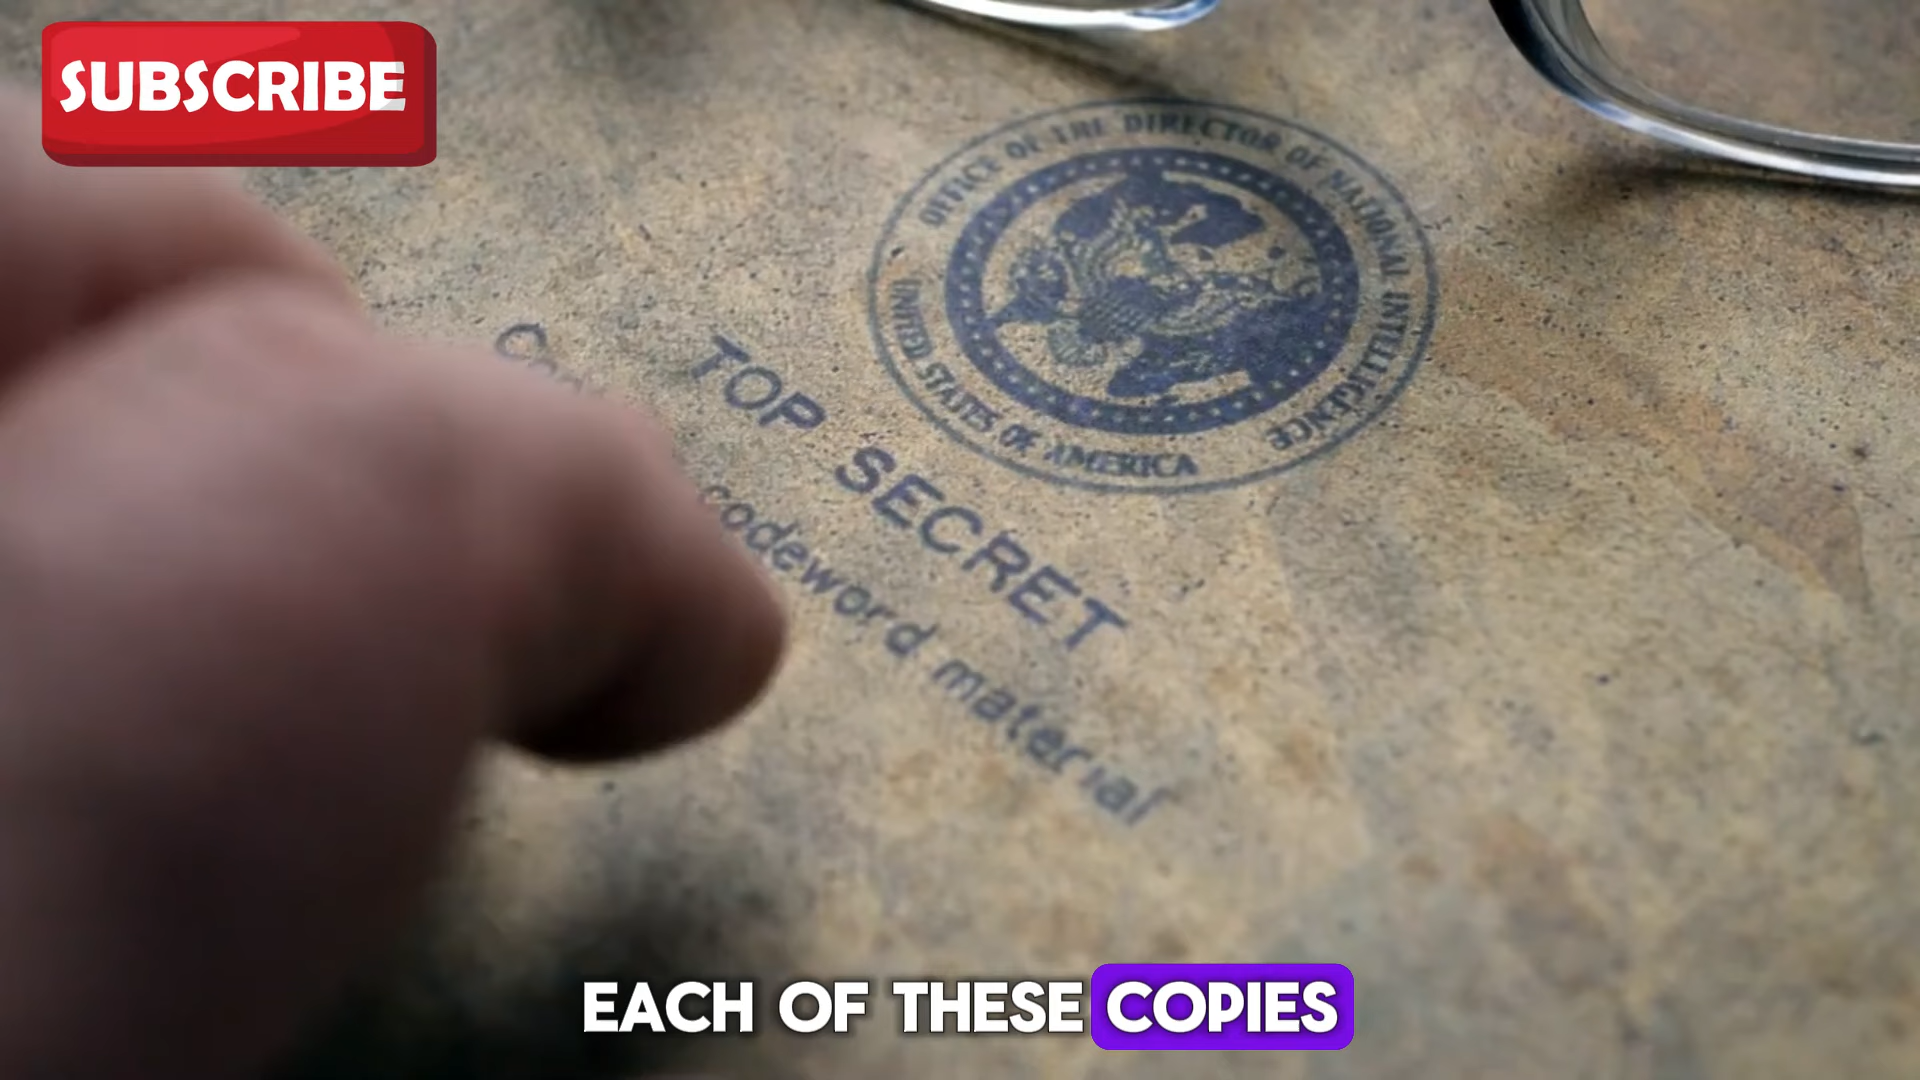 SUBSCRIBE
OFFICE OF THE DIRECTOR OF NATIONAL INTELLIGENCE
UNITED STATES OF AMERICA
TOP SECRET
codeword material
EACH OF THESE COPIES